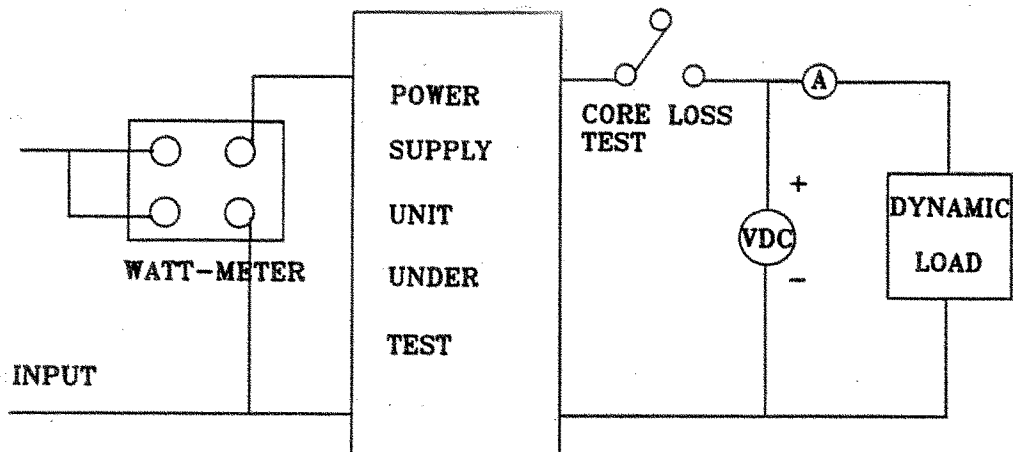 POWER
SUPPLY
UNIT
UNDER
TEST
CORE LOSS
TEST
A
+
VDC
-
DYNAMIC
LOAD
WATT-METER
INPUT